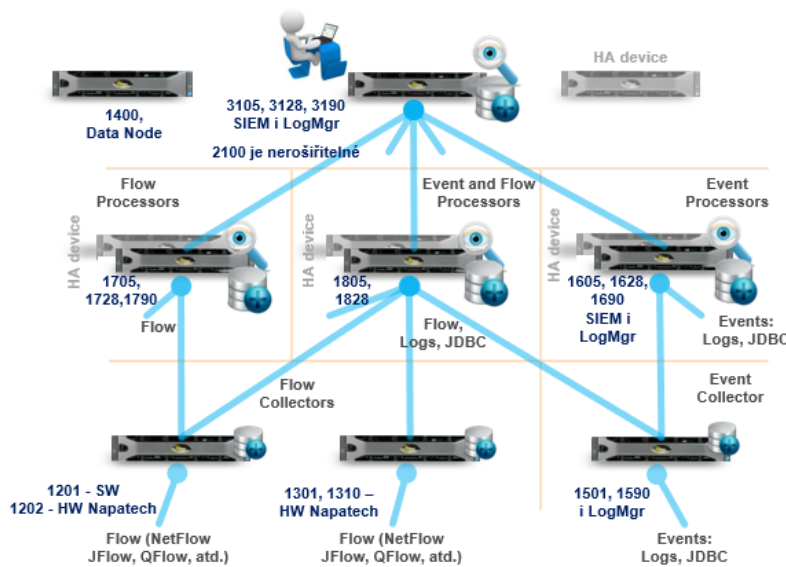 HA device
1400,
Data Node
3105, 3128, 3190
SIEM i LogMgr
2100 je nerošiřitelné
Flow
Processors
Event and Flow
Processors
Event
Processors
HA device
HA device
HA device
1705,
1728,1790
1805,
1828
1605, 1628,
1690
SIEM i
LogMgr
Flow
Flow,
Logs, JDBC
Events:
Logs, JDBC
Flow
Collectors
Event
Collector
1201 - SW
1202 - HW Napatech
1301, 1310 –
HW Napatech
1501, 1590
i LogMgr
Flow (NetFlow
JFlow, QFlow, atd.)
Flow (NetFlow
JFlow, QFlow, atd.)
Events:
Logs, JDBC